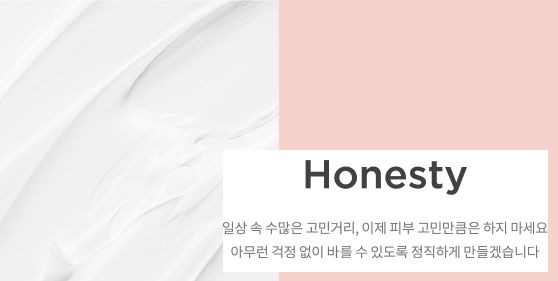 Honesty
일상 속 수많은 고민거리, 이제 피부 고민만큼은 하지 마세요
아무런 걱정 없이 바를 수 있도록 정직하게 만들겠습니다